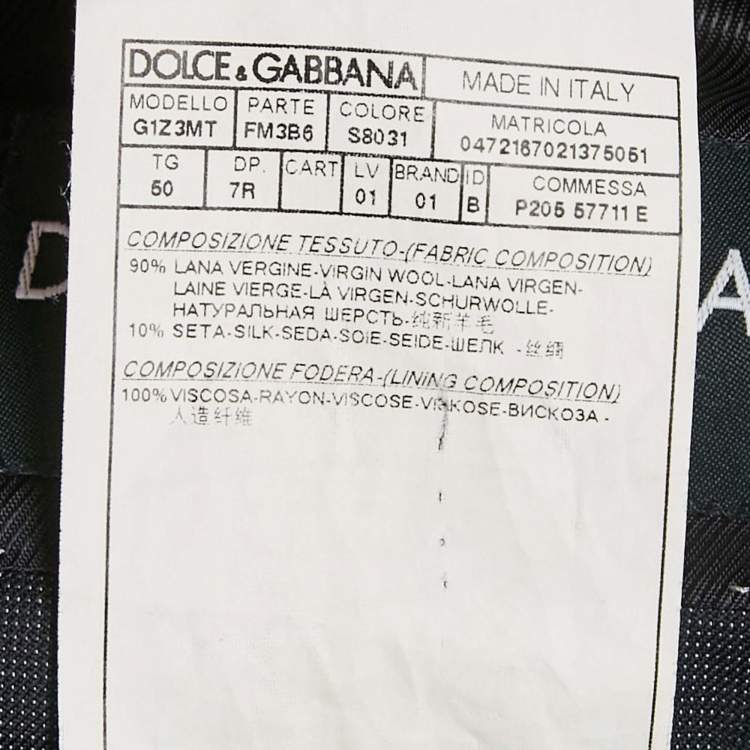 DOLCE & GABBANA MADE IN ITALY
MODELLO PARTE COLORE MATRICOLA
G1Z3MT FM3B6 S8031 0472167021375051
TG DP. CART LV BRAND ID COMMESSA
50 7R 01 01 B P205 57711 E
COMPOSIZIONE TESSUTO-(FABRIC COMPOSITION)
90% LANA VERGINE-VIRGIN WOOL-LANA VIRGEN-
LAINE VIERGE-LÀ VIRGEN-SCHURWOLLE-
НАТУРАЛЬНАЯ ШЕРСТЬ-纯新羊毛
10% SETA-SILK-SEDA-SOIE-SEIDE-ШЕЛК -丝绸
COMPOSIZIONE FODERA-(LINING COMPOSITION)
100% VISCOSA-RAYON-VISCOSE-VISKOSE-ВИСКОЗА -
人造纤维
D
A